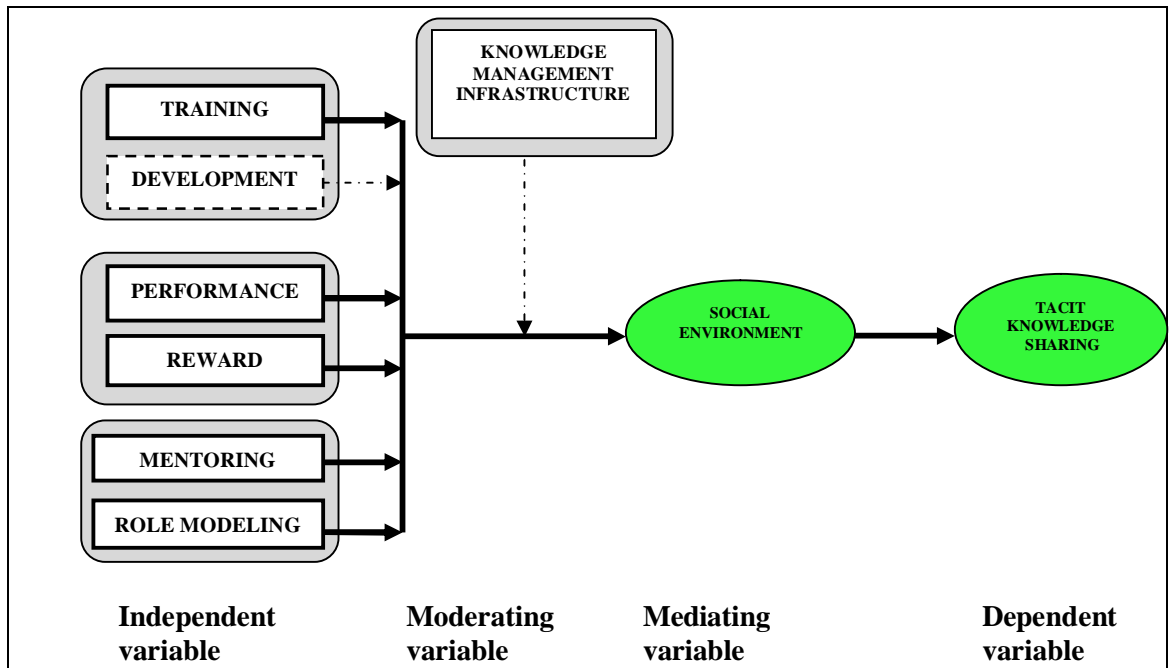 KNOWLEDGE
MANAGEMENT
INFRASTRUCTURE
TRAINING
DEVELOPMENT
PERFORMANCE
REWARD
MENTORING
ROLE MODELING
SOCIAL
ENVIRONMENT
TACIT
KNOWLEDGE
SHARING
Independent
variable
Moderating
variable
Mediating
variable
Dependent
variable